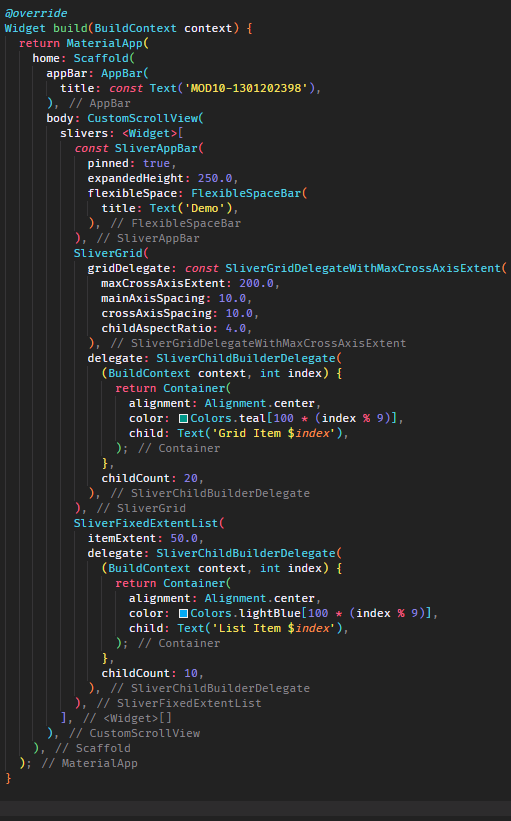 @override
Widget build(BuildContext context) {
  return MaterialApp(
    home: Scaffold(
      appBar: AppBar(
        title: const Text('MOD10-1301202398'),
      ), // AppBar
      body: CustomScrollView(
        slivers: <Widget>[
          const SliverAppBar(
            pinned: true,
            expandedHeight: 250.0,
            flexibleSpace: FlexibleSpaceBar(
              title: Text('Demo'),
            ), // FlexibleSpaceBar
          ), // SliverAppBar
          SliverGrid(
            gridDelegate: const SliverGridDelegateWithMaxCrossAxisExtent(
              maxCrossAxisExtent: 200.0,
              mainAxisSpacing: 10.0,
              crossAxisSpacing: 10.0,
              childAspectRatio: 4.0,
            ), // SliverGridDelegateWithMaxCrossAxisExtent
            delegate: SliverChildBuilderDelegate(
              (BuildContext context, int index) {
                return Container(
                  alignment: Alignment.center,
                  color: Colors.teal[100 * (index % 9)],
                  child: Text('Grid Item $index'),
                ); // Container
              },
              childCount: 20,
            ), // SliverChildBuilderDelegate
          ), // SliverGrid
          SliverFixedExtentList(
            itemExtent: 50.0,
            delegate: SliverChildBuilderDelegate(
              (BuildContext context, int index) {
                return Container(
                  alignment: Alignment.center,
                  color: Colors.lightBlue[100 * (index % 9)],
                  child: Text('List Item $index'),
                ); // Container
              },
              childCount: 10,
            ), // SliverChildBuilderDelegate
          ), // SliverFixedExtentList
        ], // <Widget>[]
      ), // CustomScrollView
    ), // Scaffold
  ); // MaterialApp
}